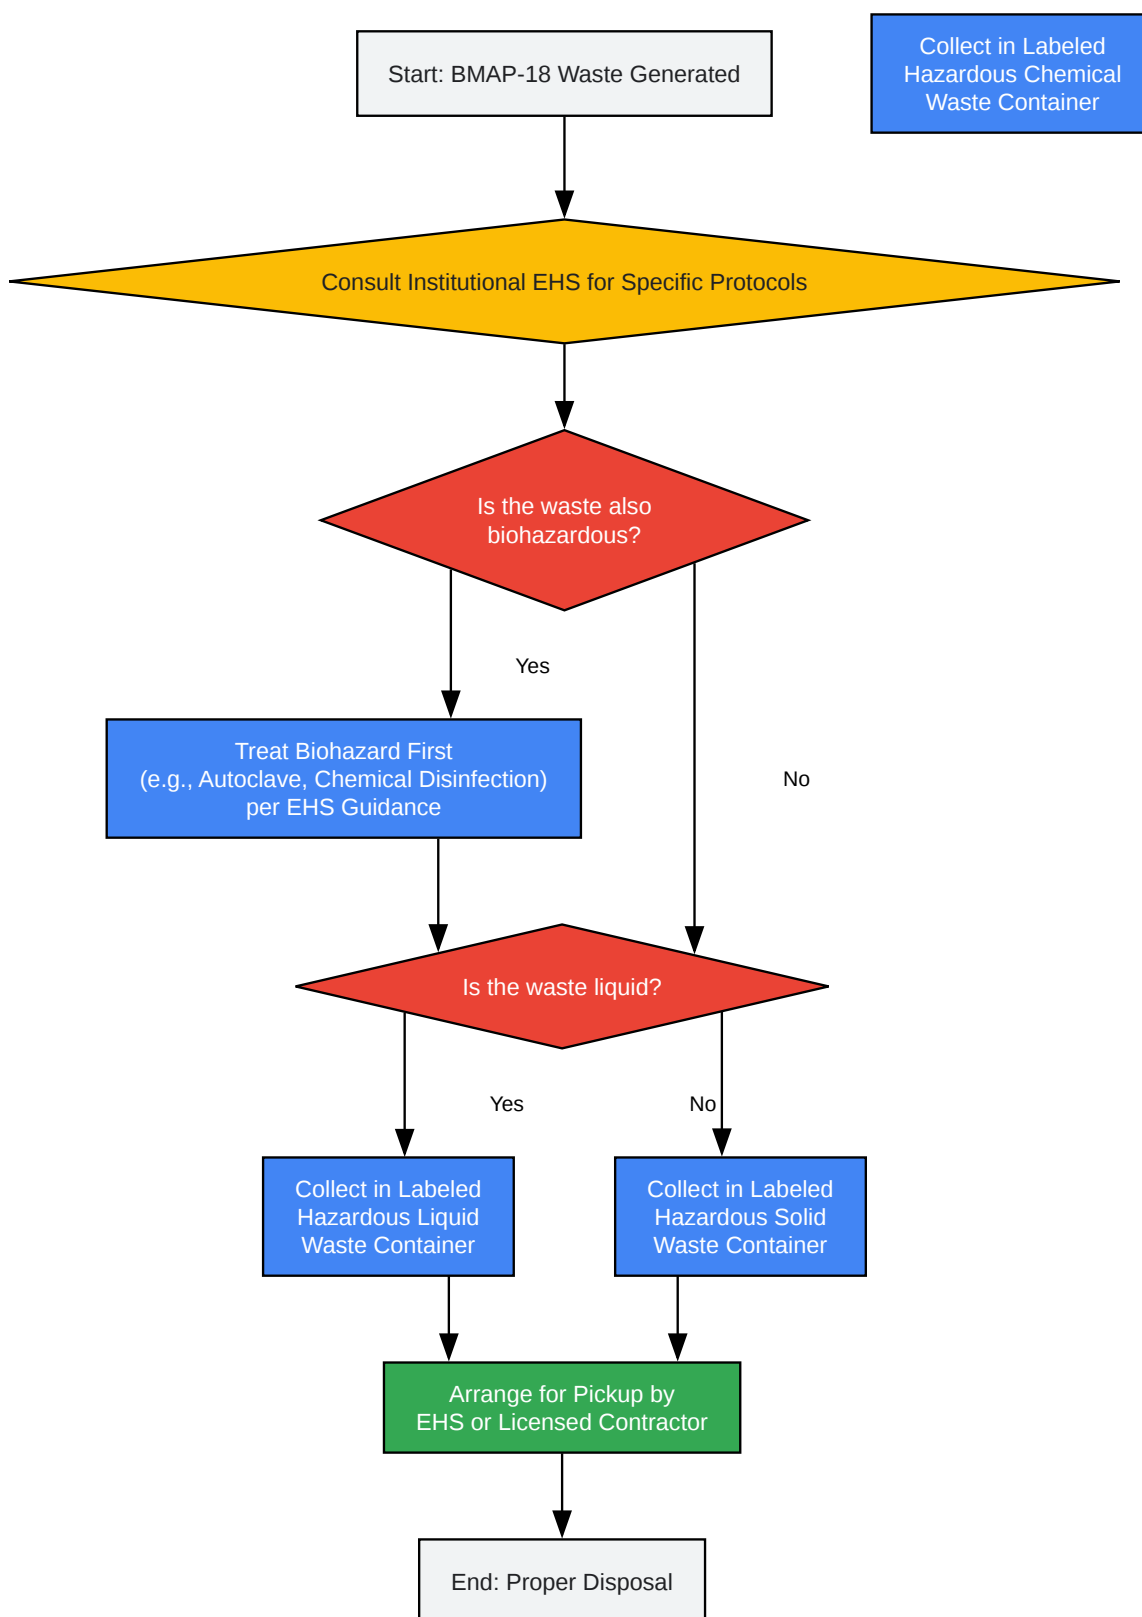 Start: BMAP-18 Waste Generated
Collect in Labeled
Hazardous Chemical
Waste Container
Consult Institutional EHS for Specific Protocols
Is the waste also
biohazardous?
Yes
Treat Biohazard First
(e.g., Autoclave, Chemical Disinfection)
per EHS Guidance
No
Is the waste liquid?
Yes
No
Collect in Labeled
Hazardous Liquid
Waste Container
Collect in Labeled
Hazardous Solid
Waste Container
Arrange for Pickup by
EHS or Licensed Contractor
End: Proper Disposal